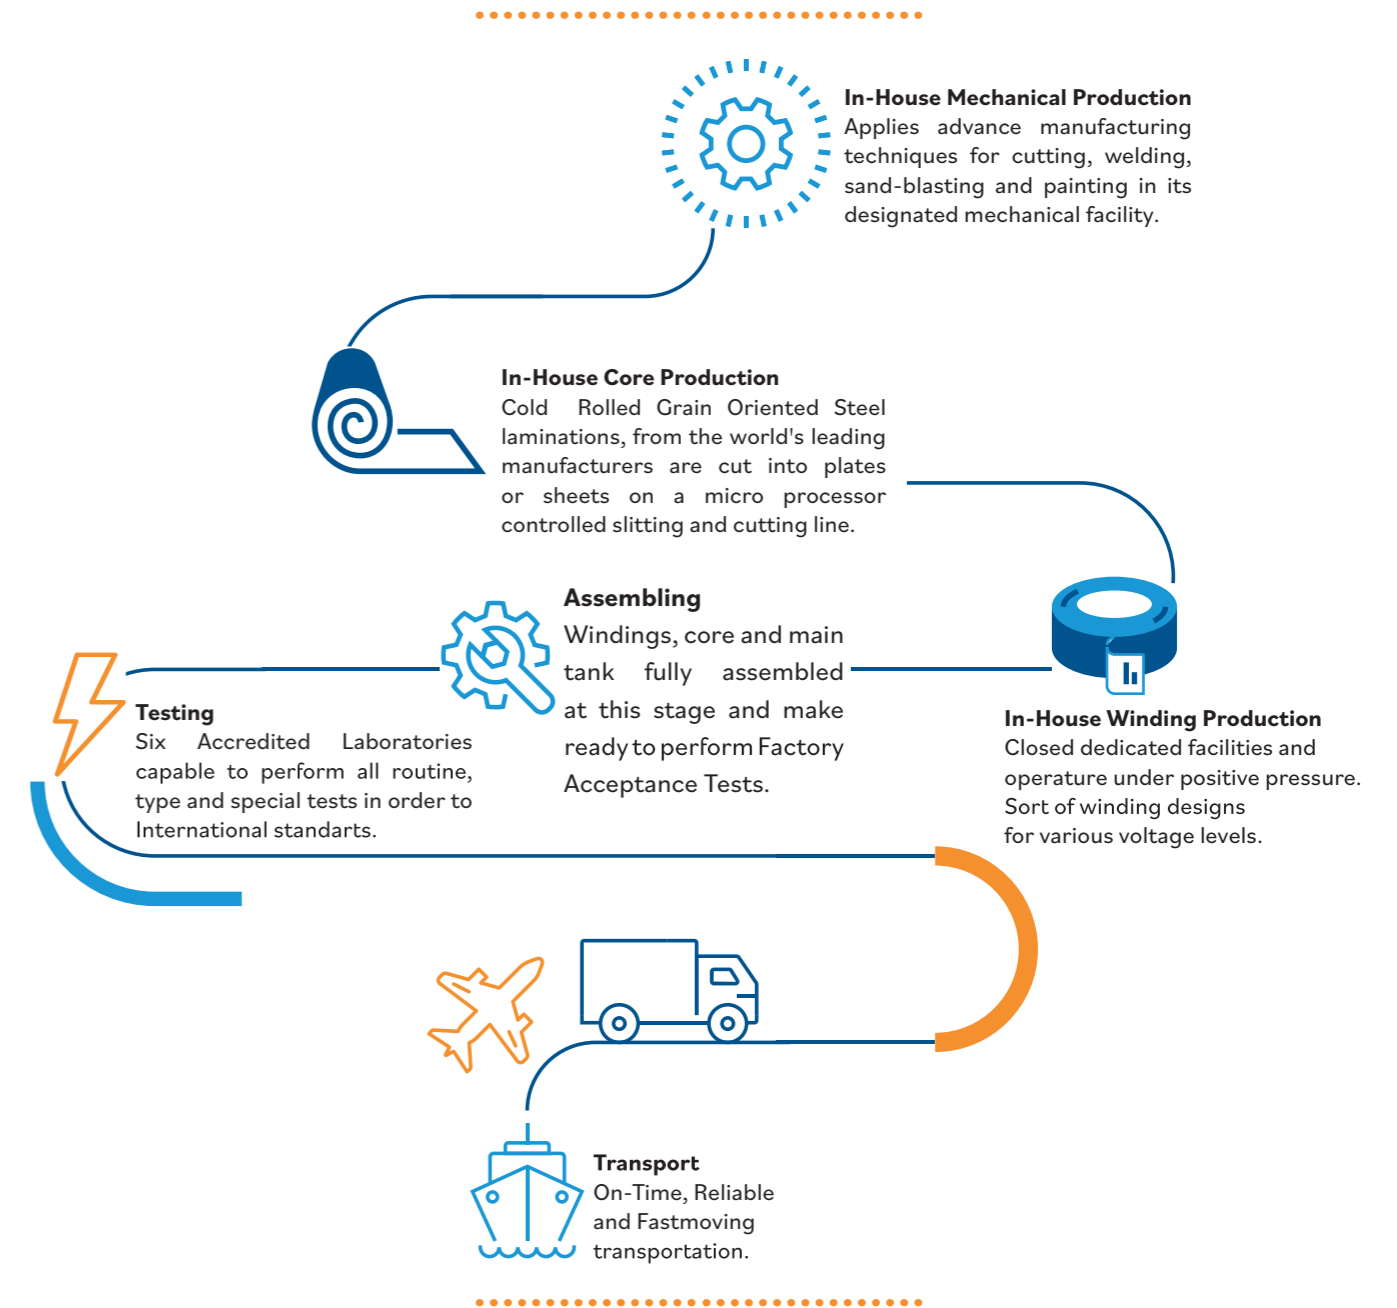 In-House Mechanical Production
Applies advance manufacturing
techniques for cutting, welding,
sand-blasting and painting in its
designated mechanical facility.
In-House Core Production
Cold Rolled Grain Oriented Steel
laminations, from the world's leading
manufacturers are cut into plates
or sheets on a micro processor
controlled slitting and cutting line.
In-House Winding Production
Closed dedicated facilities and
operature under positive pressure.
Sort of winding designs
for various voltage levels.
Assembling
Windings, core and main
tank fully assembled
at this stage and make
ready to perform Factory
Acceptance Tests.
Testing
Six Accredited Laboratories
capable to perform all routine,
type and special tests in order to
International standarts.
Transport
On-Time, Reliable
and Fastmoving
transportation.